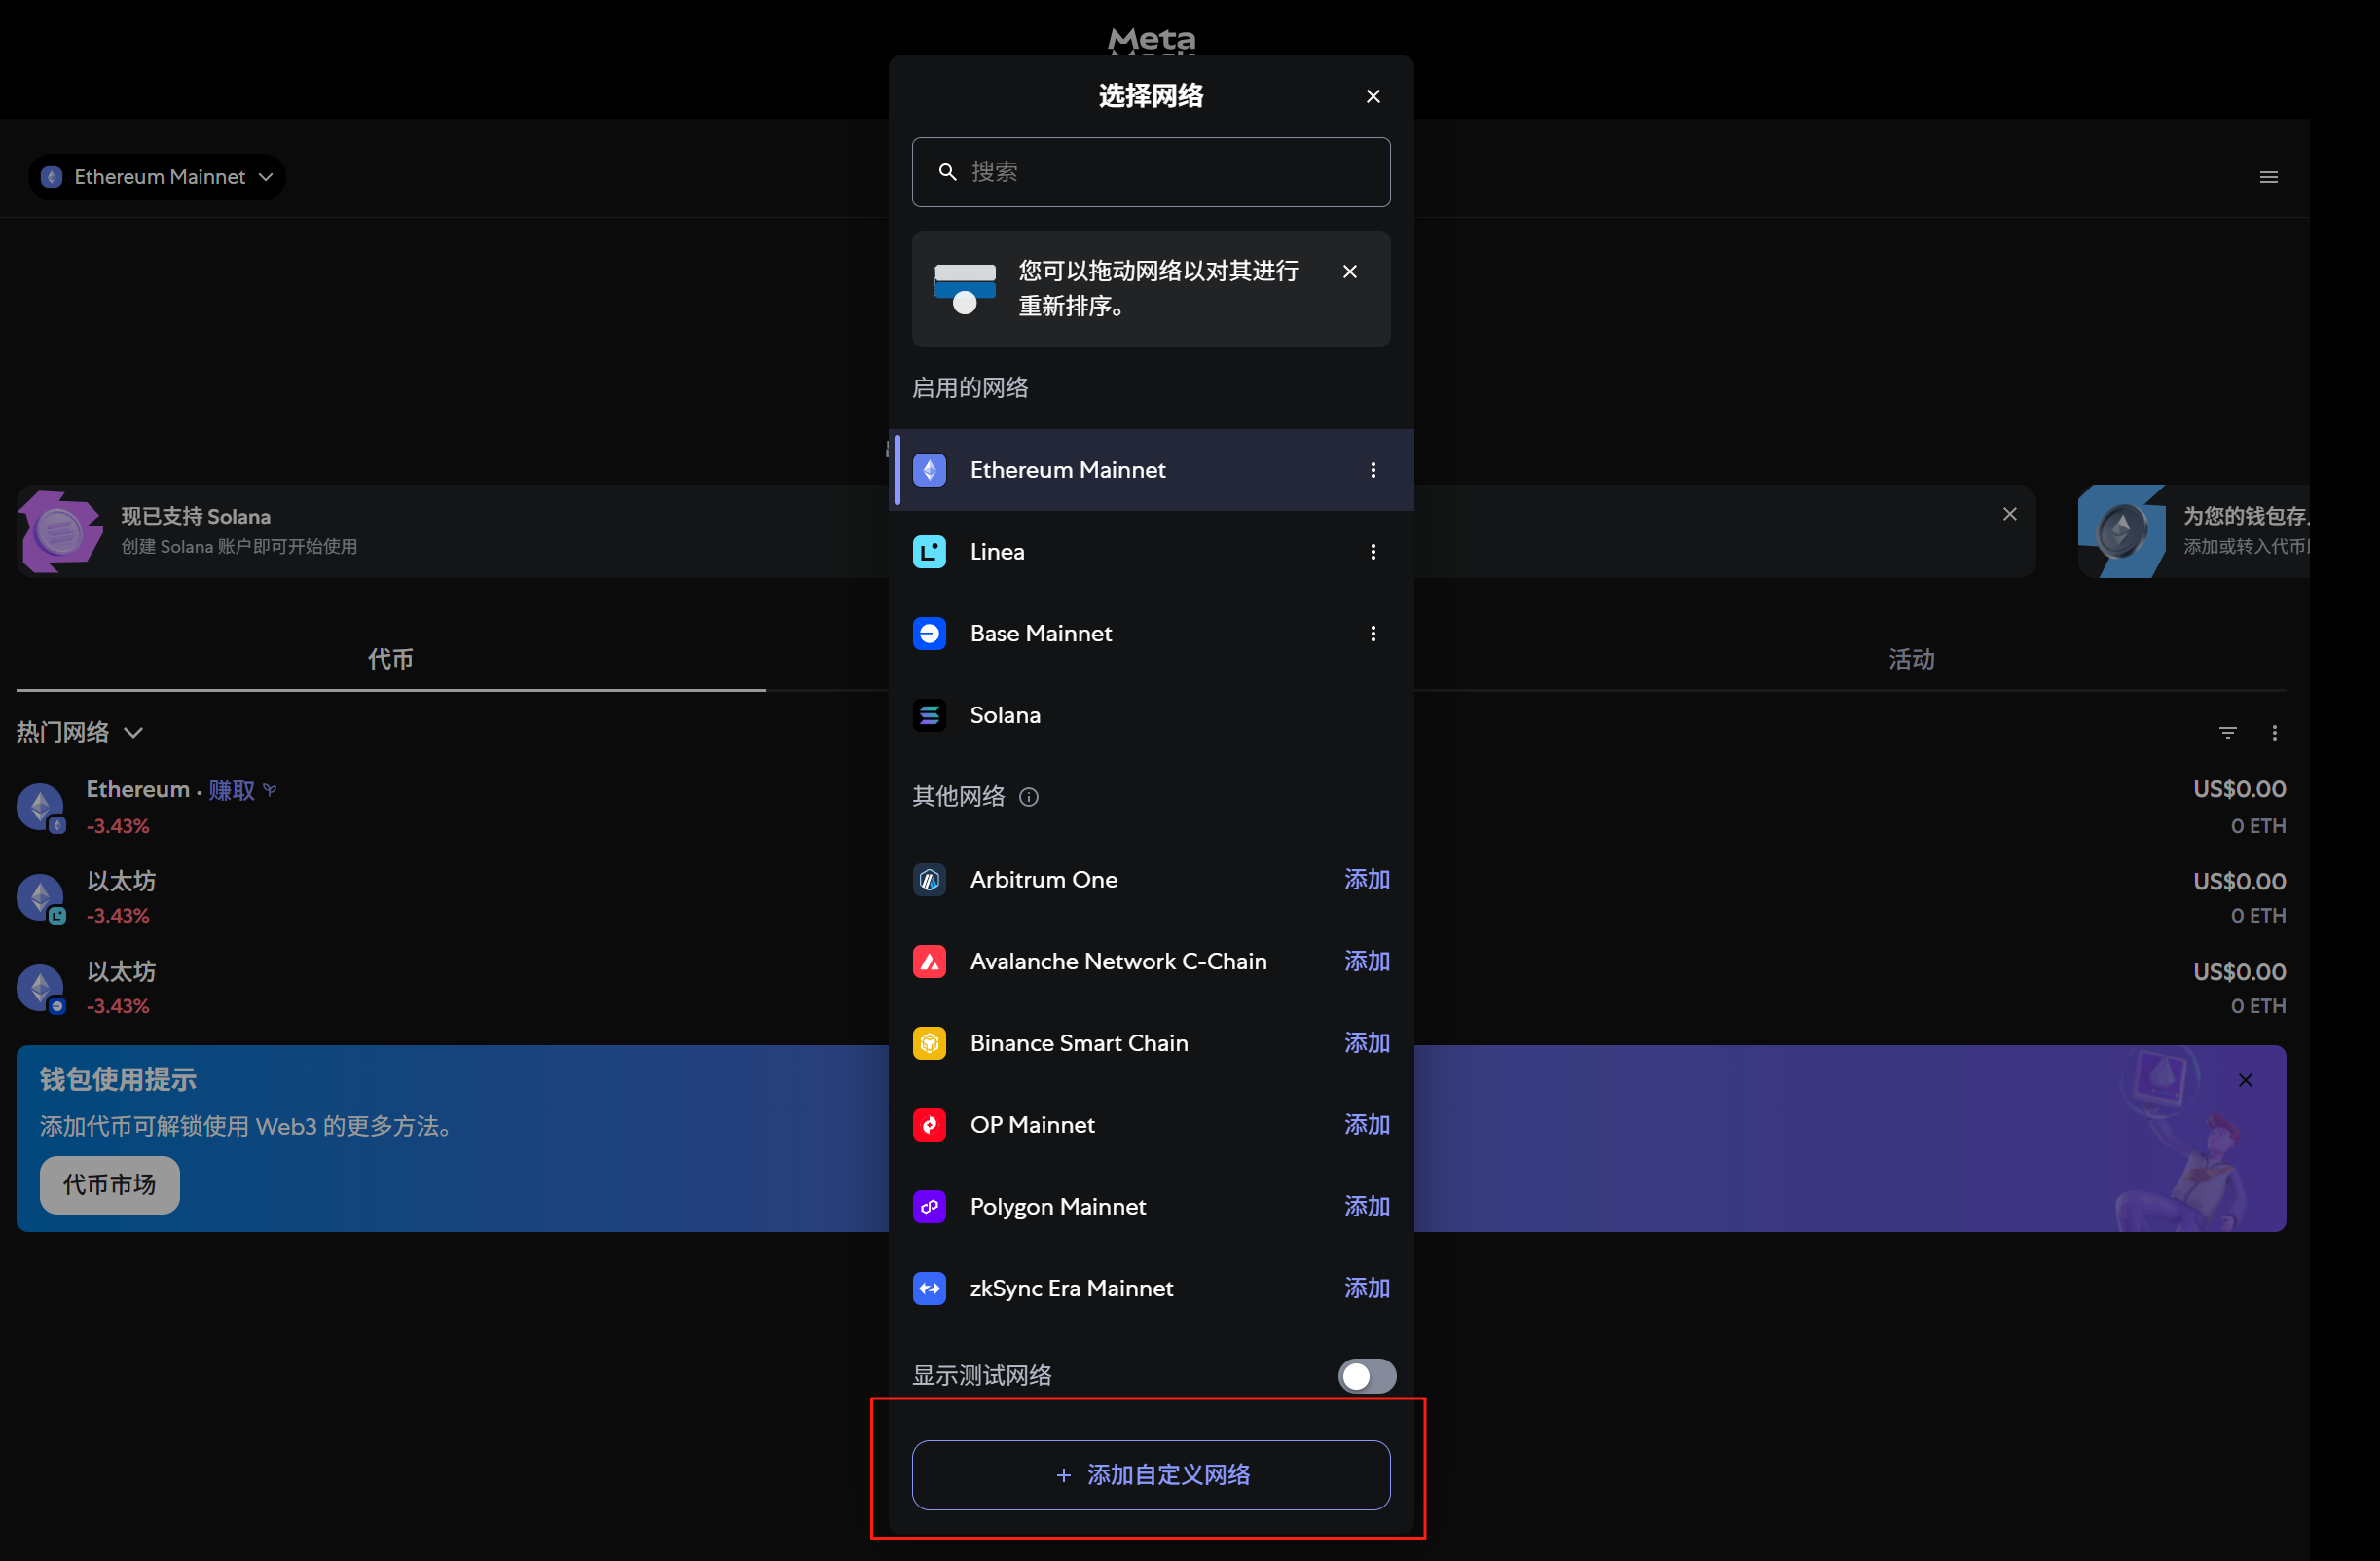 Meta
选择网络
搜索
Ethereum Mainnet
您可以拖动网络以对其进行
重新排序。
启用的网络
Ethereum Mainnet
现已支持 Solana
创建 Solana 账户即可开始使用
为您的钱包存
添加或转入代币
Linea
Base Mainnet
代币
活动
Solana
热门网络
其他网络
Ethereum • 赚取
US$0.00
-3.43%
0 ETH
以太坊
US$0.00
-3.43%
0 ETH
以太坊
US$0.00
-3.43%
0 ETH
Arbitrum One 添加
Avalanche Network C-Chain 添加
Binance Smart Chain 添加
OP Mainnet 添加
Polygon Mainnet 添加
zkSync Era Mainnet 添加
钱包使用提示
添加代币可解锁使用 Web3 的更多方法。
代币市场
显示测试网络
+ 添加自定义网络